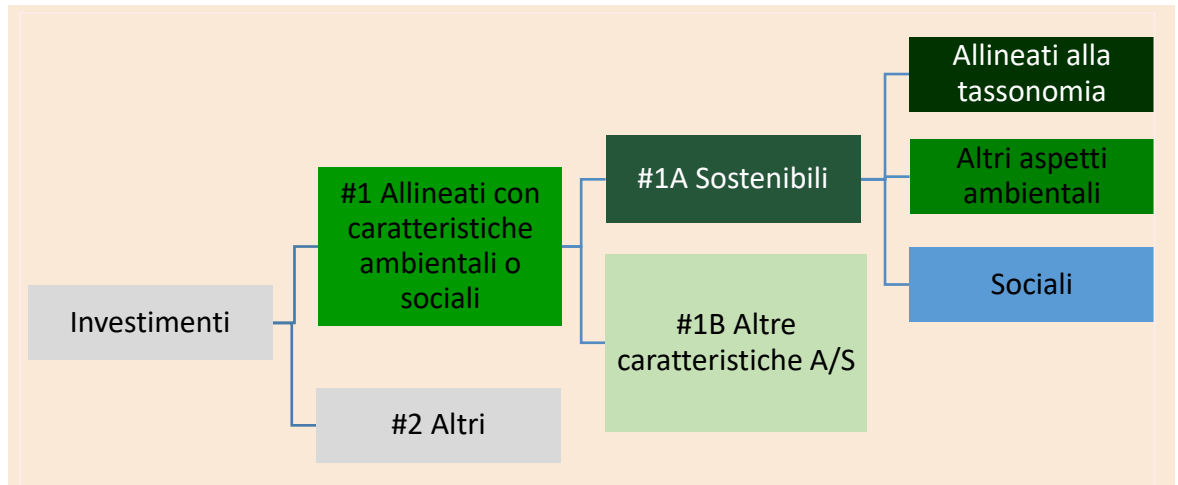 Investimenti
#1 Allineati con
caratteristiche
ambientali o
sociali
#2 Altri
#1A Sostenibili
#1B Altre
caratteristiche A/S
Allineati alla
tassonomia
Altri aspetti
ambientali
Sociali